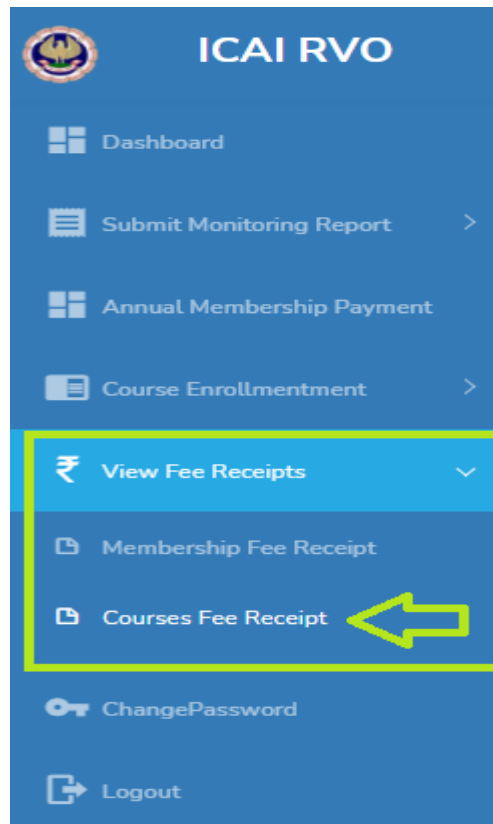 ICAI RVO
Dashboard
Submit Monitoring Report
Annual Membership Payment
Course Enrollmentment
₹ View Fee Receipts
Membership Fee Receipt
Courses Fee Receipt
ChangePassword
Logout